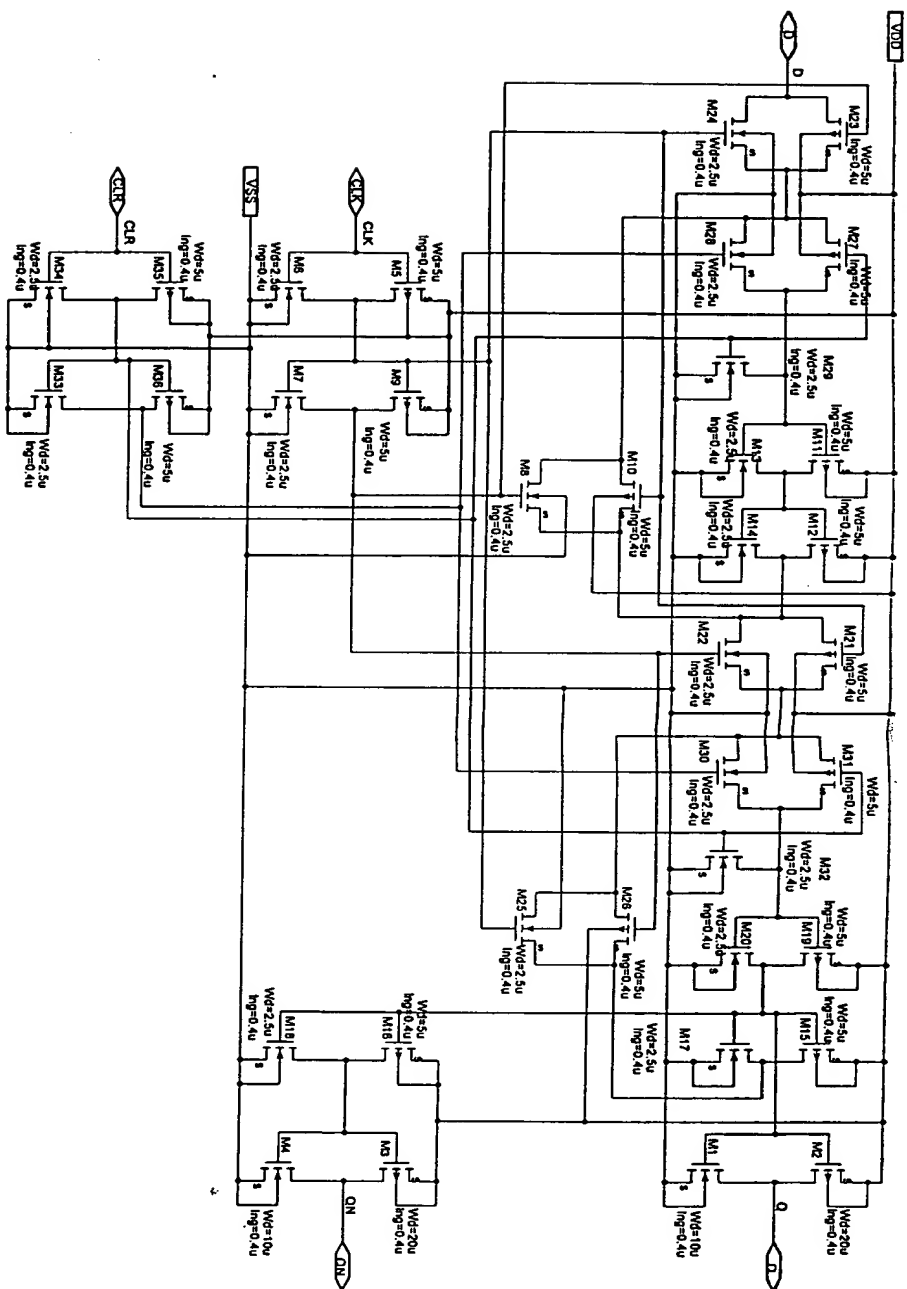 VDD
D
D
M23
Wd=5u
lng=0.4u
M24
Wd=2.5u
lng=0.4u
S
S
M27
Wd=5u
lng=0.4u
M28
Wd=2.5u
lng=0.4u
S
S
M29
Wd=2.5u
lng=0.4u
S
Wd=5u
lng=0.4u
M11
S
Wd=2.5u
lng=0.4u
M13
S
Wd=5u
lng=0.4u
M12
S
Wd=2.5u
lng=0.4u
M14
S
M21
Wd=5u
lng=0.4u
M22
Wd=2.5u
lng=0.4u
S
S
M31
Wd=5u
lng=0.4u
M30
Wd=2.5u
lng=0.4u
S
S
M32
Wd=2.5u
lng=0.4u
S
Wd=5u
lng=0.4u
M19
S
Wd=2.5u
lng=0.4u
M20
S
Wd=5u
lng=0.4u
M15
S
M17
Wd=2.5u
lng=0.4u
S
M2
Wd=20u
lng=0.4u
S
M1
Wd=10u
lng=0.4u
S
Q
Q
M10
Wd=5u
lng=0.4u
S
M8
Wd=2.5u
lng=0.4u
S
M26
Wd=5u
lng=0.4u
S
M25
Wd=2.5u
lng=0.4u
S
CLK
CLK
Wd=5u
lng=0.4u
M5
S
M6
Wd=2.5u
lng=0.4u
S
M9
Wd=5u
lng=0.4u
S
M7
Wd=2.5u
lng=0.4u
S
Wd=5u
lng=0.4u
M16
S
M18
Wd=2.5u
lng=0.4u
S
M3
Wd=20u
lng=0.4u
S
M4
Wd=10u
lng=0.4u
S
QN
QN
VSS
CLR
CLR
M35
Wd=5u
lng=0.4u
S
M34
Wd=2.5u
lng=0.4u
S
M36
Wd=5u
lng=0.4u
S
M33
Wd=2.5u
lng=0.4u
S